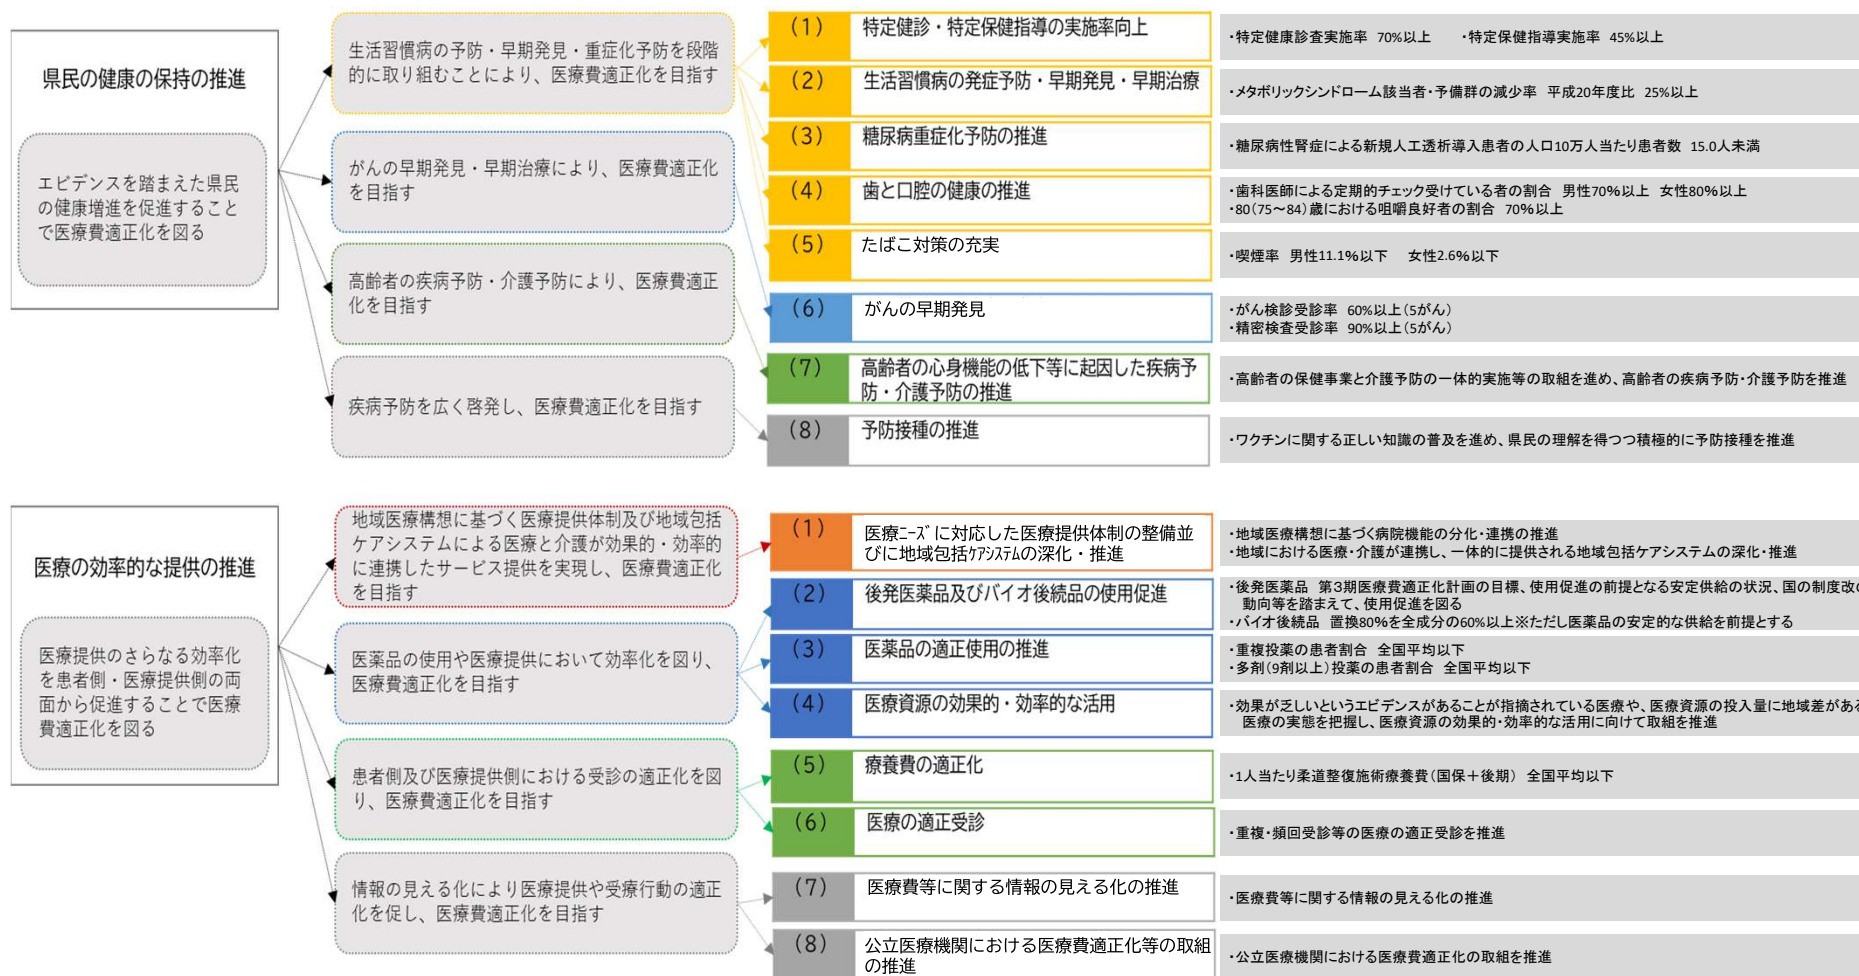 県民の健康の保持の推進
エビデンスを踏まえた県民
の健康増進を促進すること
で医療費適正化を図る
生活習慣病の予防・早期発見・重症化予防を段階
的に取り組むことにより、医療費適正化を目指す
がんの早期発見・早期治療により、医療費適正化
を目指す
高齢者の疾病予防・介護予防により、医療費適正
化を目指す
疾病予防を広く啓発し、医療費適正化を目指す
(1) 特定健診・特定保健指導の実施率向上
・特定健康診査実施率 70%以上 ・特定保健指導実施率 45%以上
(2) 生活習慣病の発症予防・早期発見・早期治療
・メタボリックシンドローム該当者・予備群の減少率 平成20年度比 25%以上
(3) 糖尿病重症化予防の推進
・糖尿病性腎症による新規人工透析導入患者の人口10万人当たり患者数 15.0人未満
(4) 歯と口腔の健康の推進
・歯科医師による定期的チェック受けている者の割合 男性70%以上 女性80%以上
・80(75～84)歳における咀嚼良好者の割合 70%以上
(5) たばこ対策の充実
・喫煙率 男性11.1%以下 女性2.6%以下
(6) がんの早期発見
・がん検診受診率 60%以上(5がん)
・精密検査受診率 90%以上(5がん)
(7) 高齢者の心身機能の低下等に起因した疾病予
防・介護予防の推進
・高齢者の保健事業と介護予防の一体的実施等の取組を進め、高齢者の疾病予防・介護予防を推進
(8) 予防接種の推進
・ワクチンに関する正しい知識の普及を進め、県民の理解を得つつ積極的に予防接種を推進
医療の効率的な提供の推進
医療提供のさらなる効率化
を患者側・医療提供側の両
面から促進することで医療
費適正化を図る
地域医療構想に基づく医療提供体制及び地域包括
ケアシステムによる医療と介護が効果的・効率的
に連携したサービス提供を実現し、医療費適正化
を目指す
医薬品の使用や医療提供において効率化を図り、
医療費適正化を目指す
患者側及び医療提供側における受診の適正化を図
り、医療費適正化を目指す
情報の見える化により医療提供や受療行動の適正
化を促し、医療費適正化を目指す
(1) 医療ﾆｰｽﾞに対応した医療提供体制の整備並
びに地域包括ｹｱｼｽﾃﾑの深化・推進
・地域医療構想に基づく病院機能の分化・連携の推進
・地域における医療・介護が連携し、一体的に提供される地域包括ケアシステムの深化・推進
(2) 後発医薬品及びバイオ後続品の使用促進
・後発医薬品 第3期医療費適正化計画の目標、使用促進の前提となる安定供給の状況、国の制度改の
動向等を踏まえて、使用促進を図る
・バイオ後続品 置換80%を全成分の60%以上※ただし医薬品の安定的な供給を前提とする
(3) 医薬品の適正使用の推進
・重複投薬の患者割合 全国平均以下
・多剤(9剤以上)投薬の患者割合 全国平均以下
(4) 医療資源の効果的・効率的な活用
・効果が乏しいというエビデンスがあることが指摘されている医療や、医療資源の投入量に地域差がある
医療の実態を把握し、医療資源の効果的・効率的な活用に向けて取組を推進
(5) 療養費の適正化
・1人当たり柔道整復施術療養費(国保＋後期) 全国平均以下
(6) 医療の適正受診
・重複・頻回受診等の医療の適正受診を推進
(7) 医療費等に関する情報の見える化の推進
・医療費等に関する情報の見える化の推進
(8) 公立医療機関における医療費適正化等の取組
の推進
・公立医療機関における医療費適正化の取組を推進